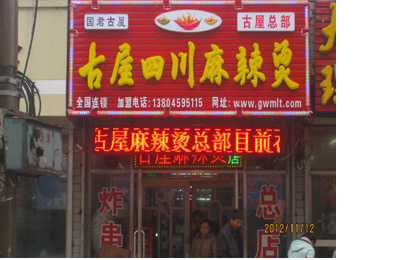 国君古屋
古屋总部
古屋四川麻辣烫
全国连锁 加盟电话:13804595115 网址:www.gwmlt.com
古屋麻辣烫总部目前
古屋麻辣烫店
炸串
总店
2012/11/12